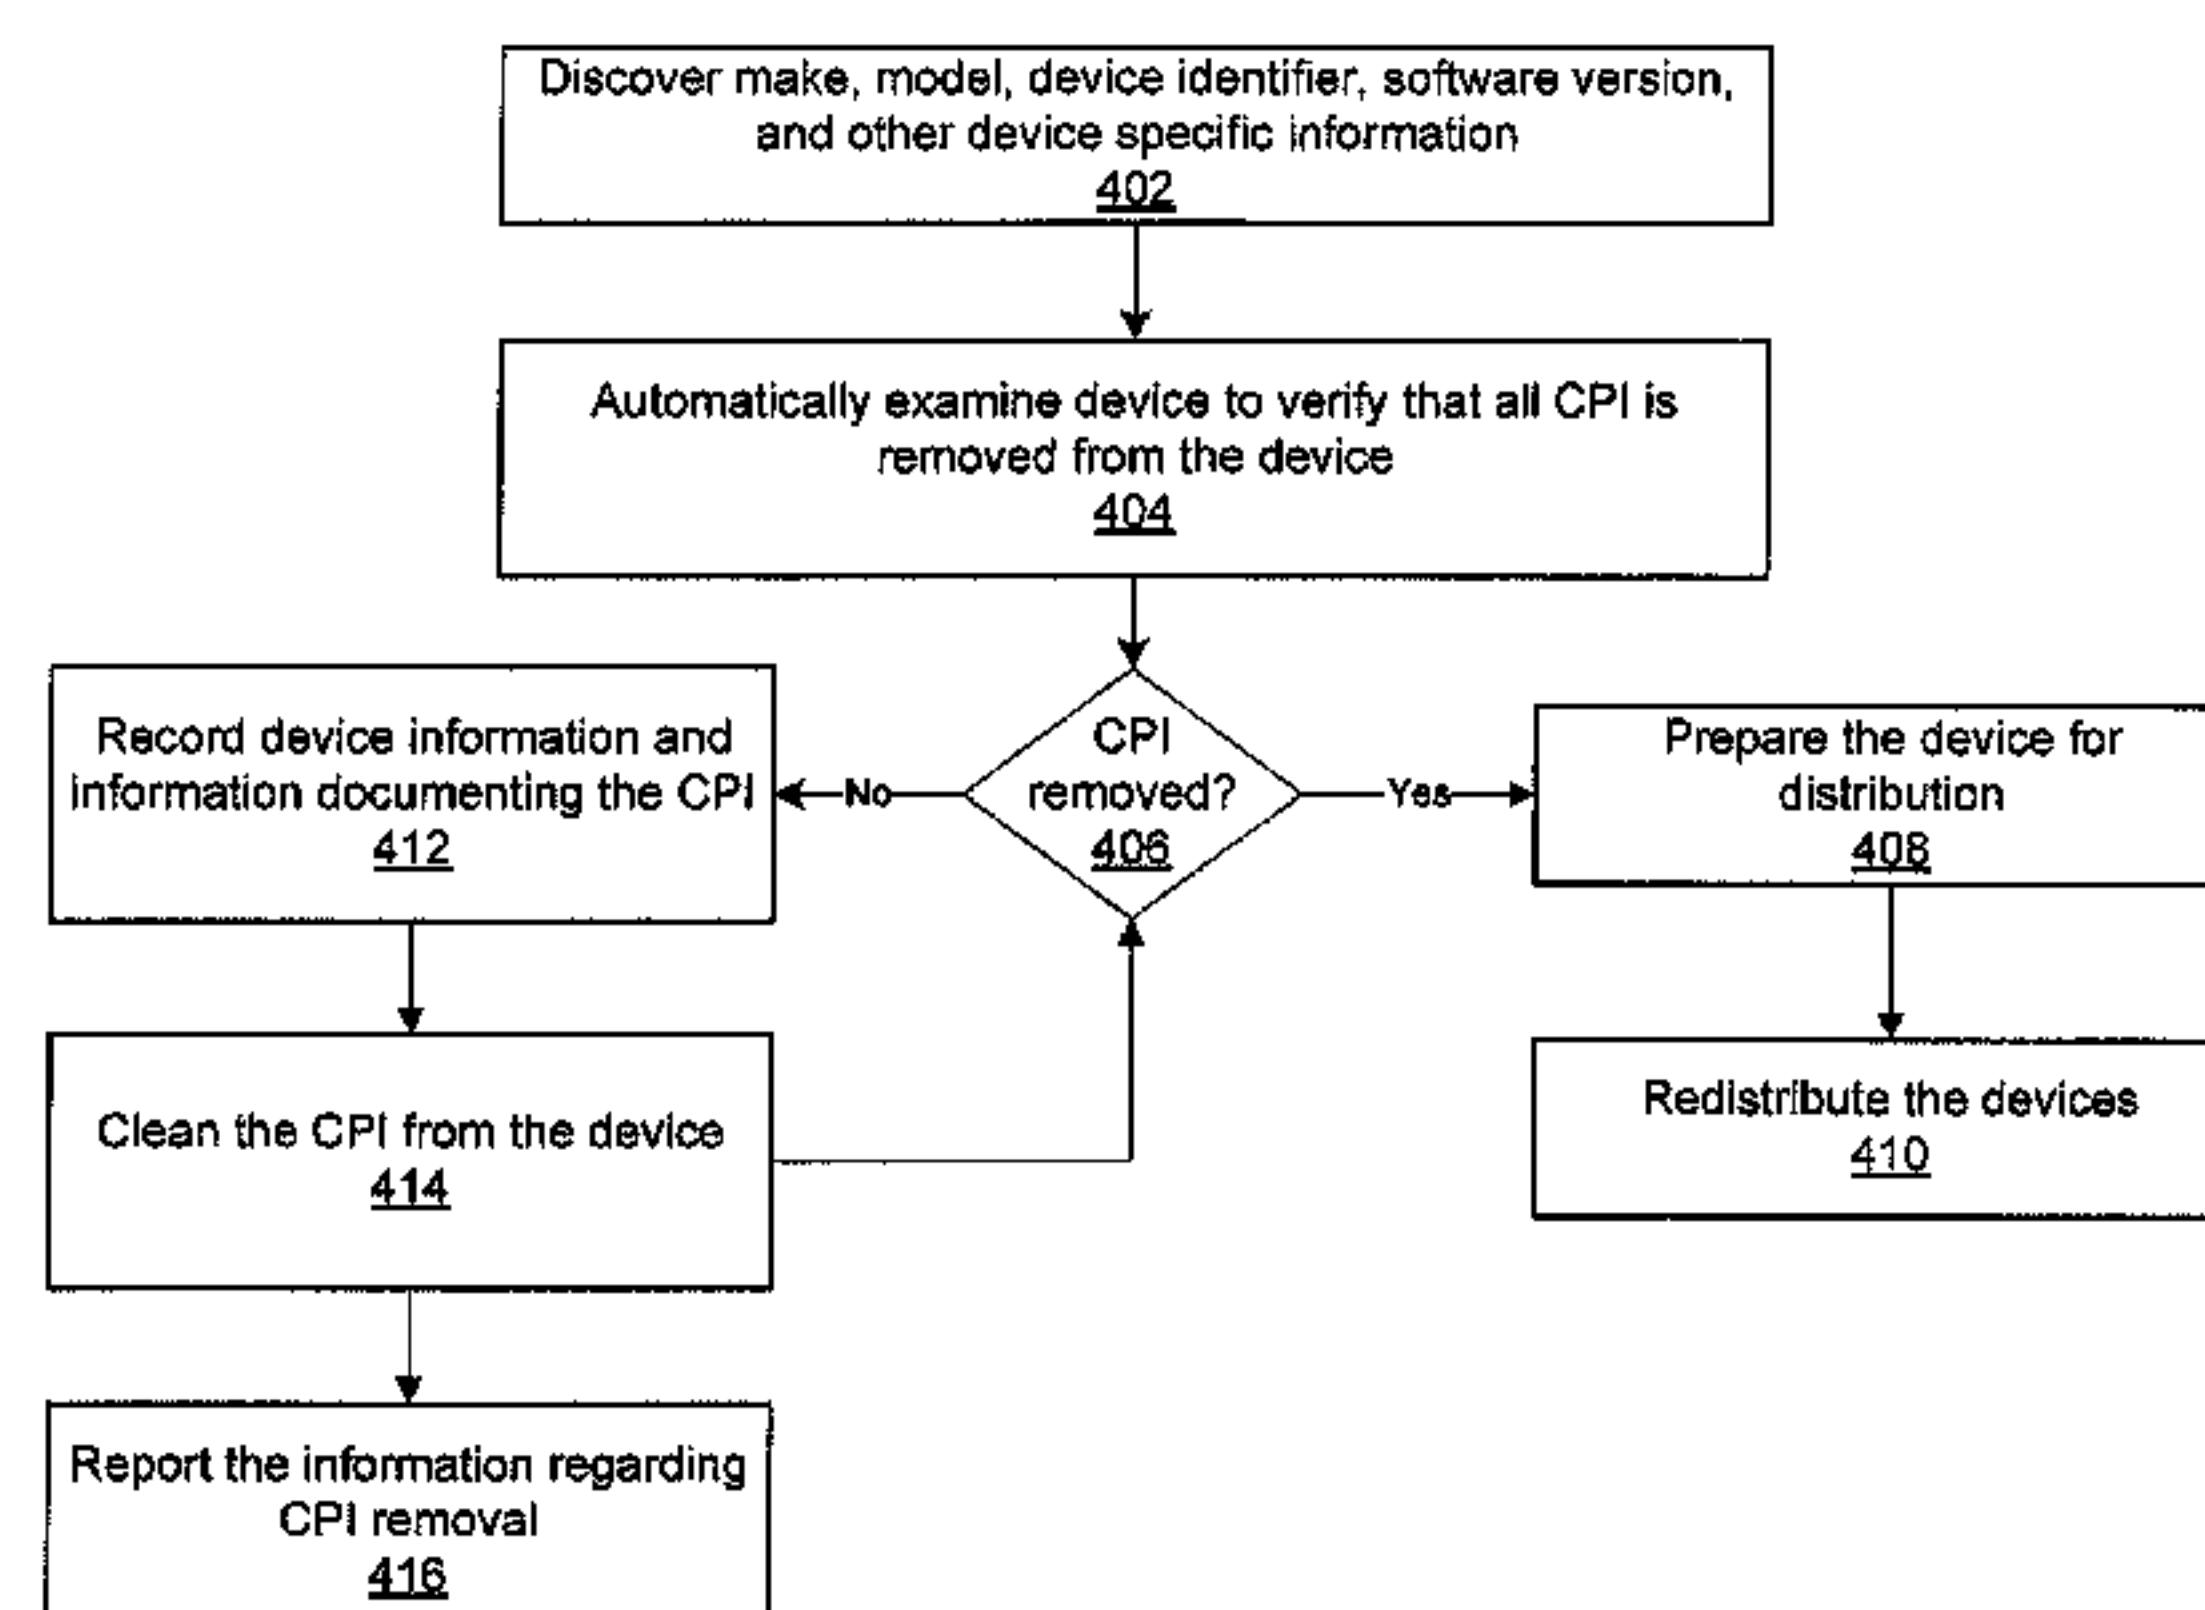 Discover make, model, device identifier, software version,
and other device specific information
402
Automatically examine device to verify that all CPI is
removed from the device
404
CPI
removed?
406
No
Yes
Record device information and
information documenting the CPI
412
Prepare the device for
distribution
408
Clean the CPI from the device
414
Redistribute the devices
410
Report the information regarding
CPI removal
416